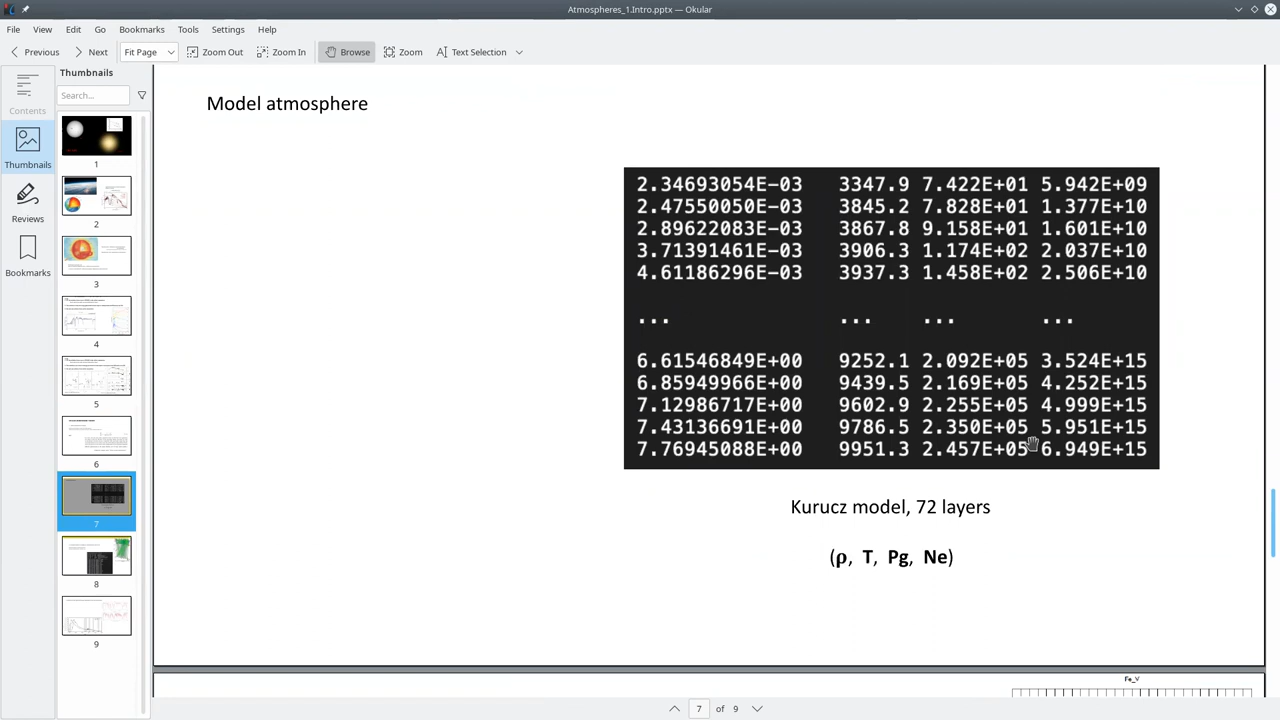 Atmospheres_1.Intro.pptx — Okular
File View Edit Go Bookmarks Tools Settings Help
Previous Next Fit Page Zoom Out Zoom In Browse Zoom Text Selection
Thumbnails
Search...
Contents
Thumbnails
Reviews
Bookmarks
1
2
3
4
5
6
7
8
9
Model atmosphere
2.34693054E-03 3347.9 7.422E+01 5.942E+09
2.47550050E-03 3845.2 7.828E+01 1.377E+10
2.89622083E-03 3867.8 9.158E+01 1.601E+10
3.71391461E-03 3906.3 1.174E+02 2.037E+10
4.61186296E-03 3937.3 1.458E+02 2.506E+10
... ... ... ...
6.61546849E+00 9252.1 2.092E+05 3.524E+15
6.85949966E+00 9439.5 2.169E+05 4.252E+15
7.12986717E+00 9602.9 2.255E+05 4.999E+15
7.43136691E+00 9786.5 2.350E+05 5.951E+15
7.76945088E+00 9951.3 2.457E+05 6.949E+15
Kurucz model, 72 layers
(ρ, T, Pg, Ne)
Fe_V
7 of 9